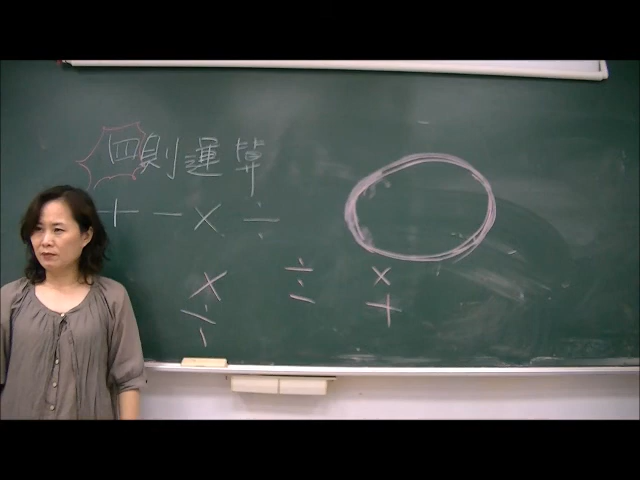 四則運算
+ − × ÷
× ÷ ×
÷ − +